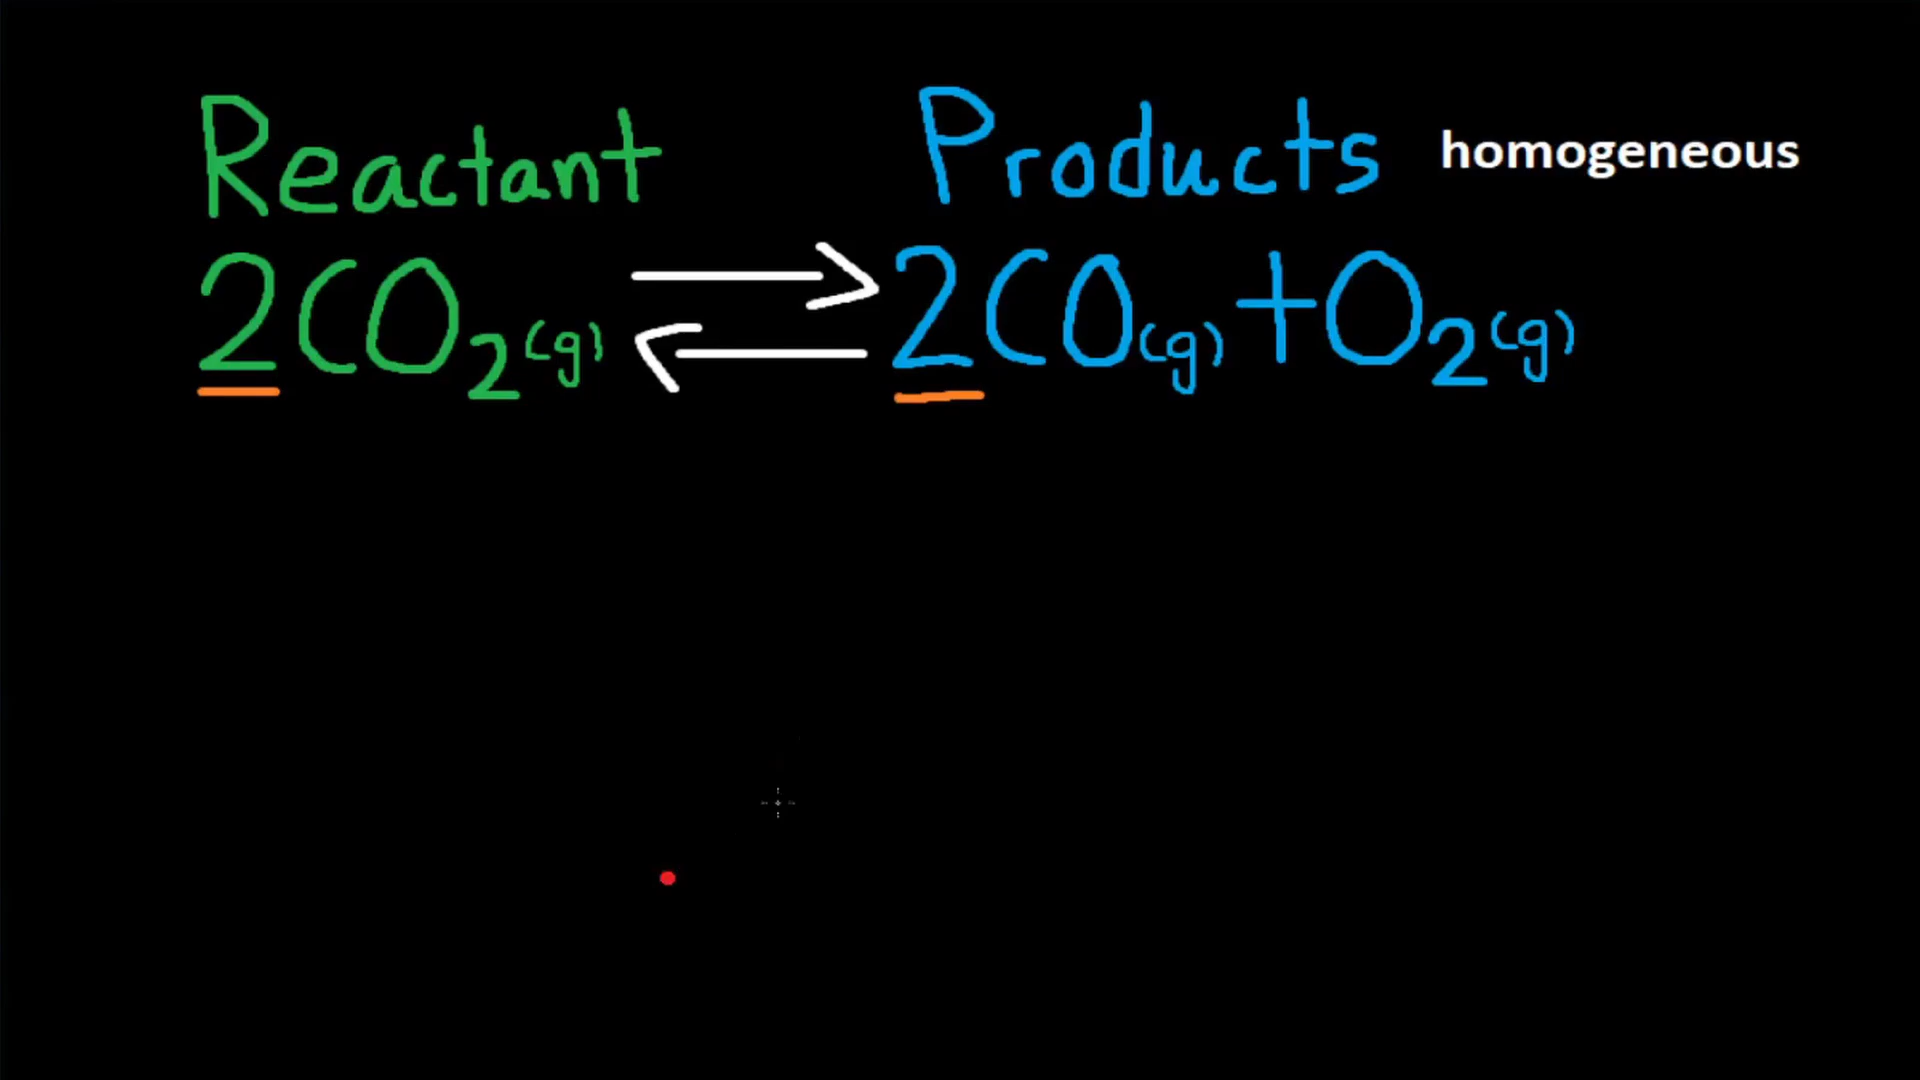 Reactant Products homogeneous
2CO₂(g) ⇌ 2CO(g)+O₂(g)